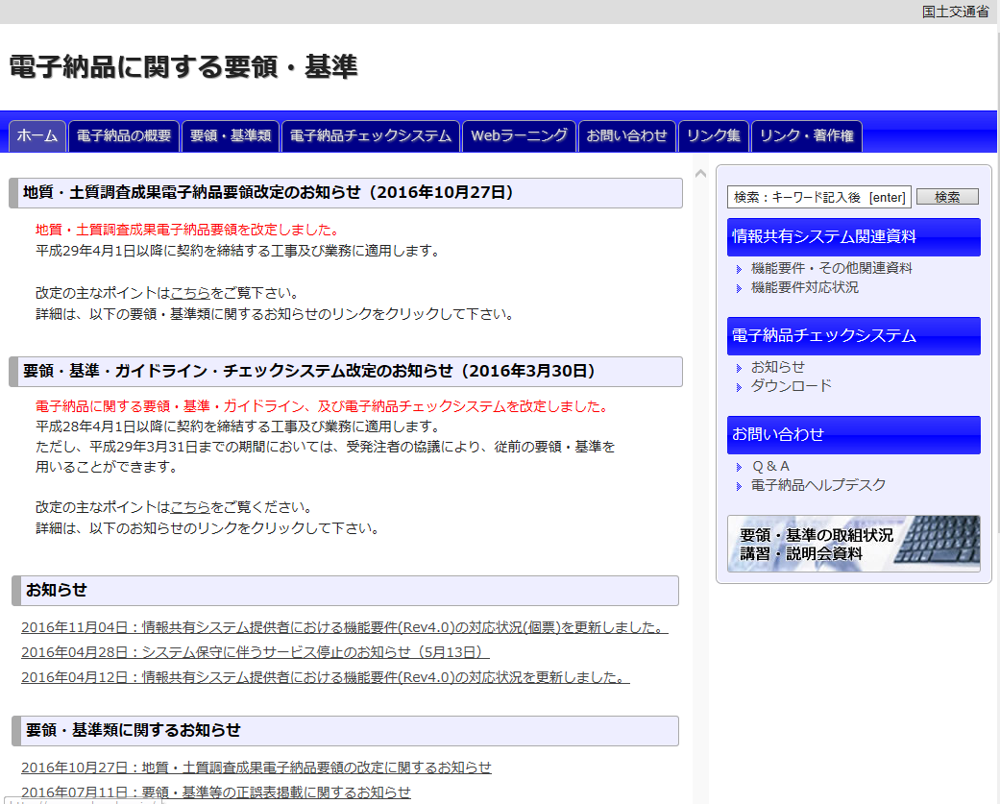 国土交通省
電子納品に関する要領・基準
ホーム 電子納品の概要 要領・基準類 電子納品チェックシステム Webラーニング お問い合わせ リンク集 リンク・著作権
地質・土質調査成果電子納品要領改定のお知らせ（2016年10月27日）
地質・土質調査成果電子納品要領を改定しました。
平成29年4月1日以降に契約を締結する工事及び業務に適用します。
改定の主なポイントはこちらをご覧下さい。
詳細は、以下の要領・基準類に関するお知らせのリンクをクリックして下さい。
要領・基準・ガイドライン・チェックシステム改定のお知らせ（2016年3月30日）
電子納品に関する要領・基準・ガイドライン、及び電子納品チェックシステムを改定しました。
平成28年4月1日以降に契約を締結する工事及び業務に適用します。
ただし、平成29年3月31日までの期間においては、受発注者の協議により、従前の要領・基準を
用いることができます。
改定の主なポイントはこちらをご覧ください。
詳細は、以下のお知らせのリンクをクリックして下さい。
お知らせ
2016年11月04日：情報共有システム提供者における機能要件(Rev4.0)の対応状況(個票)を更新しました。
2016年04月28日：システム保守に伴うサービス停止のお知らせ（5月13日）
2016年04月12日：情報共有システム提供者における機能要件(Rev4.0)の対応状況を更新しました。
要領・基準類に関するお知らせ
2016年10月27日：地質・土質調査成果電子納品要領の改定に関するお知らせ
2016年07月11日：要領・基準等の正誤表掲載に関するお知らせ
検索：キーワード記入後 [enter] 検索
情報共有システム関連資料
機能要件・その他関連資料
機能要件対応状況
電子納品チェックシステム
お知らせ
ダウンロード
お問い合わせ
Ｑ＆Ａ
電子納品ヘルプデスク
要領・基準の取組状況
講習・説明会資料